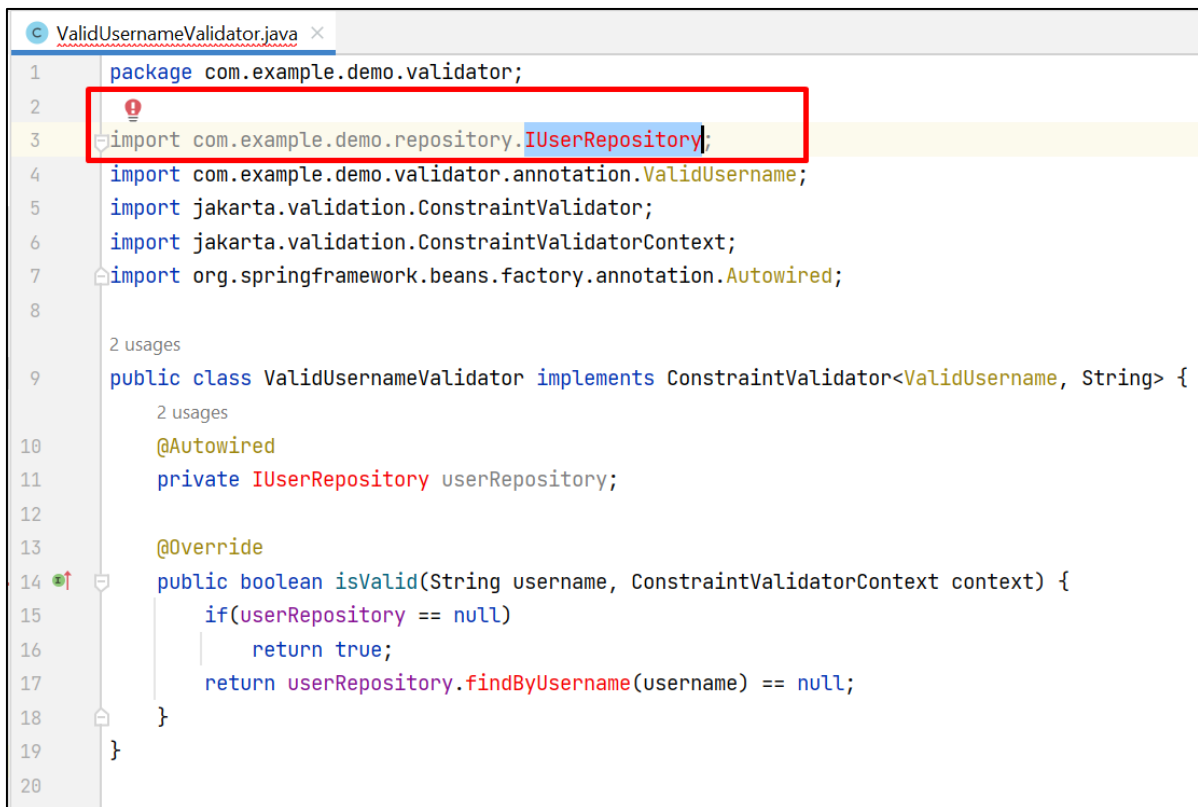 C ValidUsernameValidator.java ×
1 package com.example.demo.validator;
2
3 import com.example.demo.repository.IUserRepository;
4 import com.example.demo.validator.annotation.ValidUsername;
5 import jakarta.validation.ConstraintValidator;
6 import jakarta.validation.ConstraintValidatorContext;
7 import org.springframework.beans.factory.annotation.Autowired;
8
2 usages
9 public class ValidUsernameValidator implements ConstraintValidator<ValidUsername, String> {
2 usages
10 @Autowired
11 private IUserRepository userRepository;
12
13 @Override
14 public boolean isValid(String username, ConstraintValidatorContext context) {
15 if(userRepository == null)
16 return true;
17 return userRepository.findByUsername(username) == null;
18 }
19 }
20